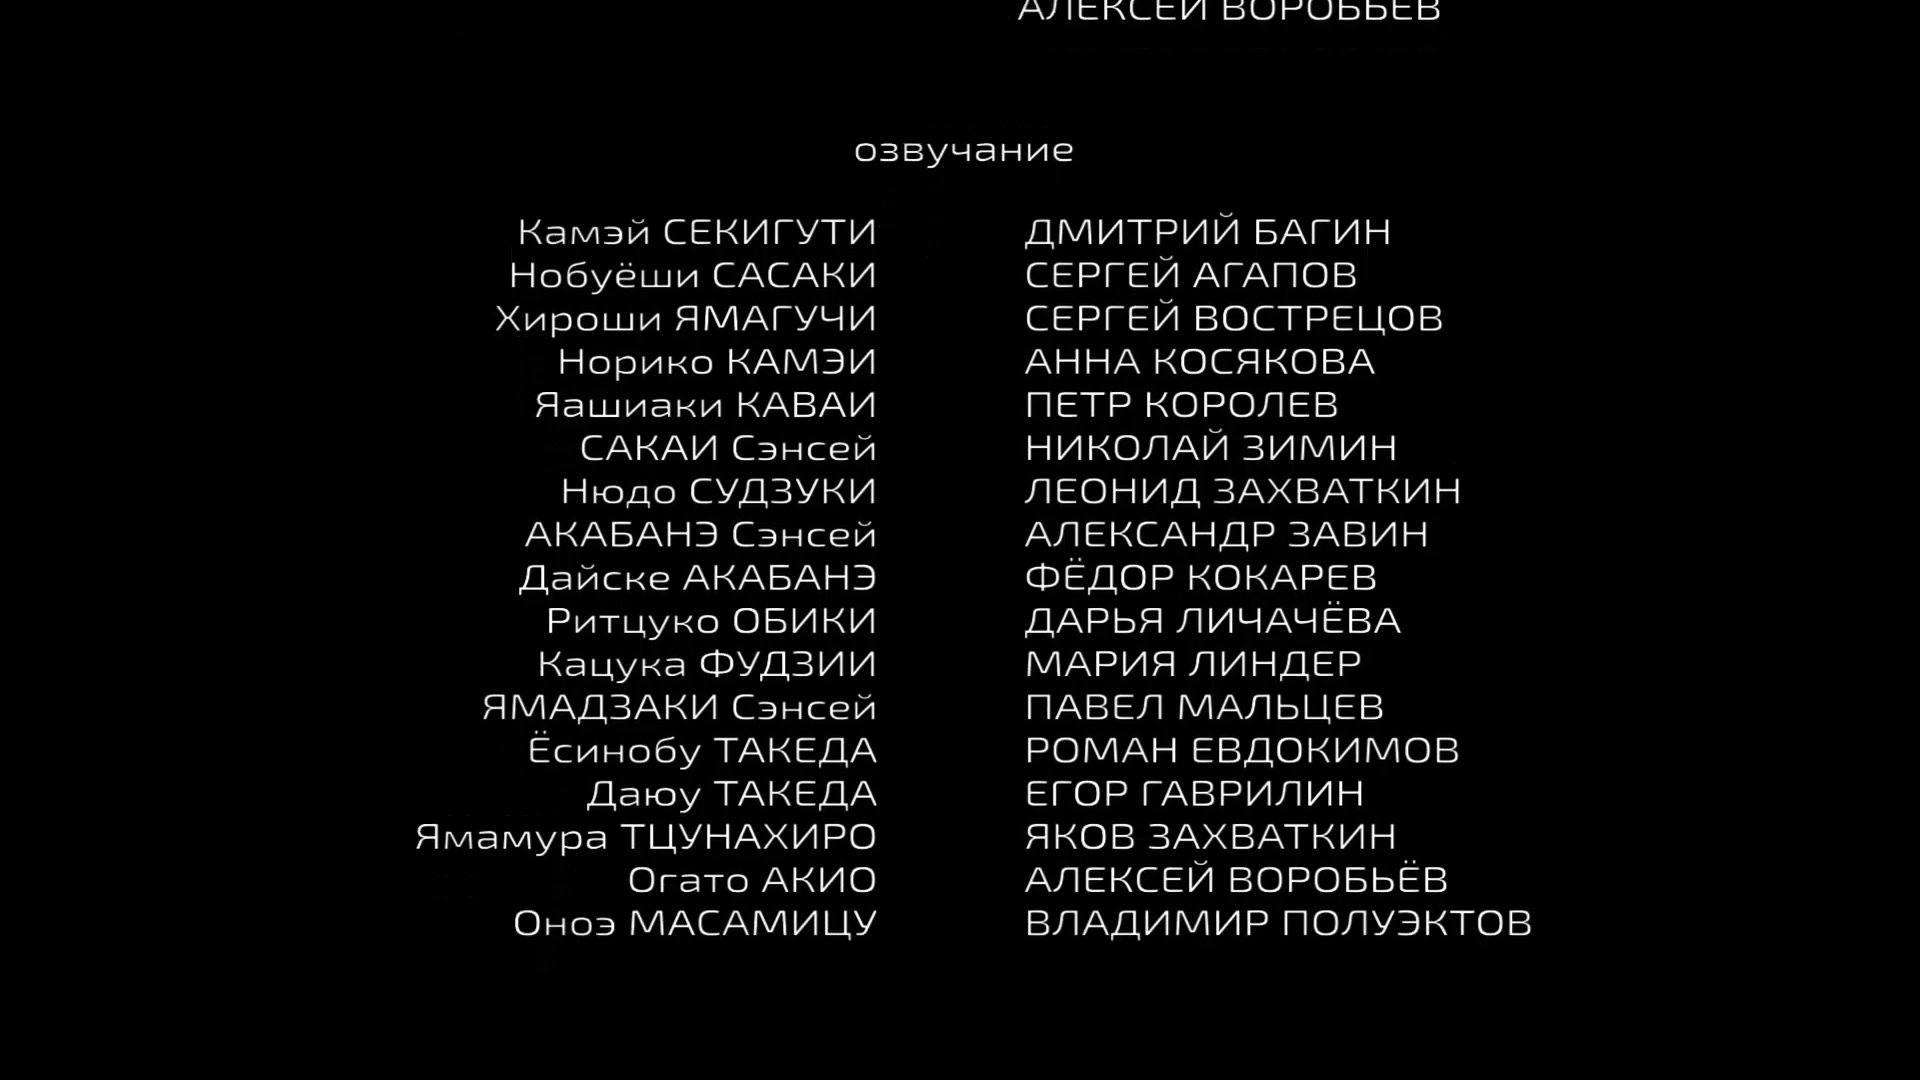 АЛЕКСЕЙ ВОРОБЬЕВ
озвучание
Камэй СЕКИГУТИ ДМИТРИЙ БАГИН
Нобуёши САСАКИ СЕРГЕЙ АГАПОВ
Хироши ЯМАГУЧИ СЕРГЕЙ ВОСТРЕЦОВ
Норико КАМЭИ АННА КОСЯКОВА
Яашиаки КАВАИ ПЕТР КОРОЛЕВ
САКАИ Сэнсей НИКОЛАЙ ЗИМИН
Нюдо СУДЗУКИ ЛЕОНИД ЗАХВАТКИН
АКАБАНЭ Сэнсей АЛЕКСАНДР ЗАВИН
Дайске АКАБАНЭ ФЁДОР КОКАРЕВ
Ритцуко ОБИКИ ДАРЬЯ ЛИЧАЧЁВА
Кацука ФУДЗИИ МАРИЯ ЛИНДЕР
ЯМАДЗАКИ Сэнсей ПАВЕЛ МАЛЬЦЕВ
Ёсинобу ТАКЕДА РОМАН ЕВДОКИМОВ
Даюу ТАКЕДА ЕГОР ГАВРИЛИН
Ямамура ТЦУНАХИРО ЯКОВ ЗАХВАТКИН
Огато АКИО АЛЕКСЕЙ ВОРОБЬЁВ
Оноэ МАСАМИЦУ ВЛАДИМИР ПОЛУЭКТОВ